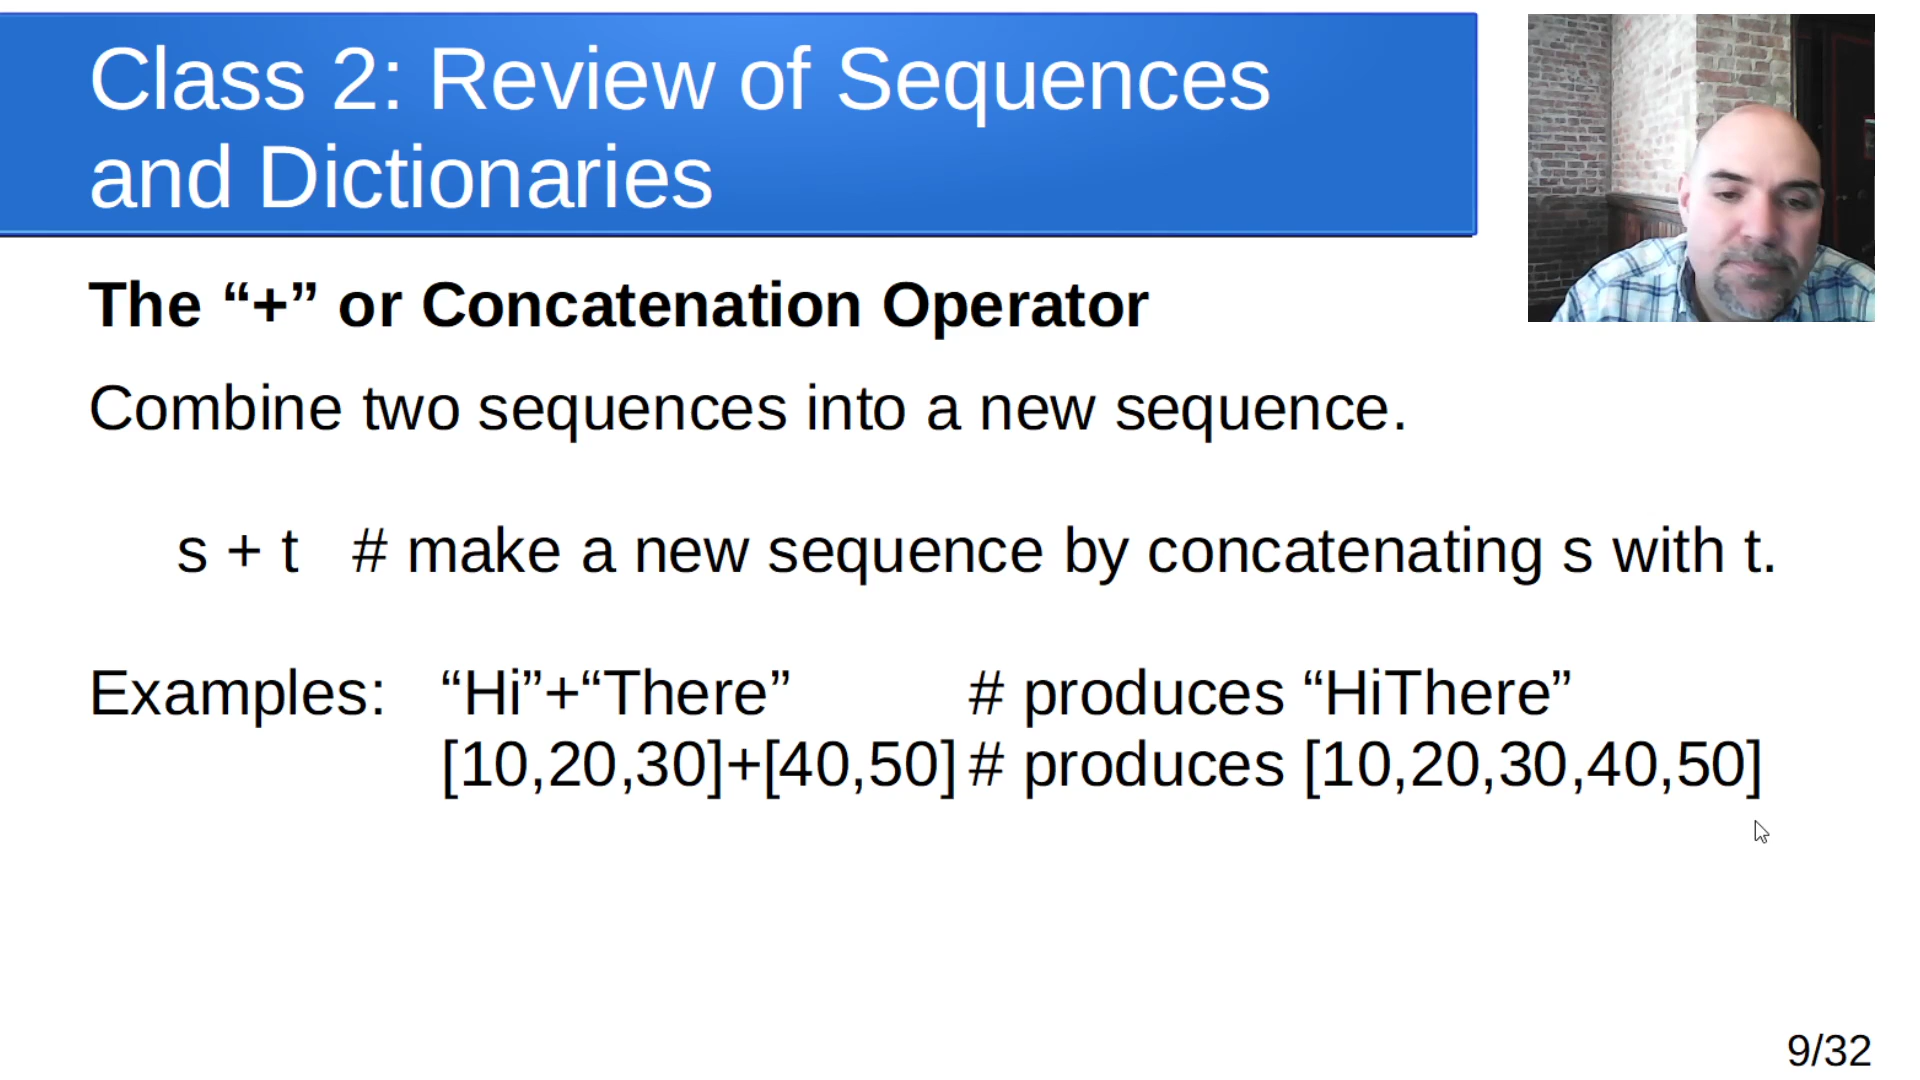 Class 2: Review of Sequences
and Dictionaries
The “+” or Concatenation Operator
Combine two sequences into a new sequence.
s + t # make a new sequence by concatenating s with t.
Examples: “Hi”+“There” # produces “HiThere”
[10,20,30]+[40,50] # produces [10,20,30,40,50]
9/32